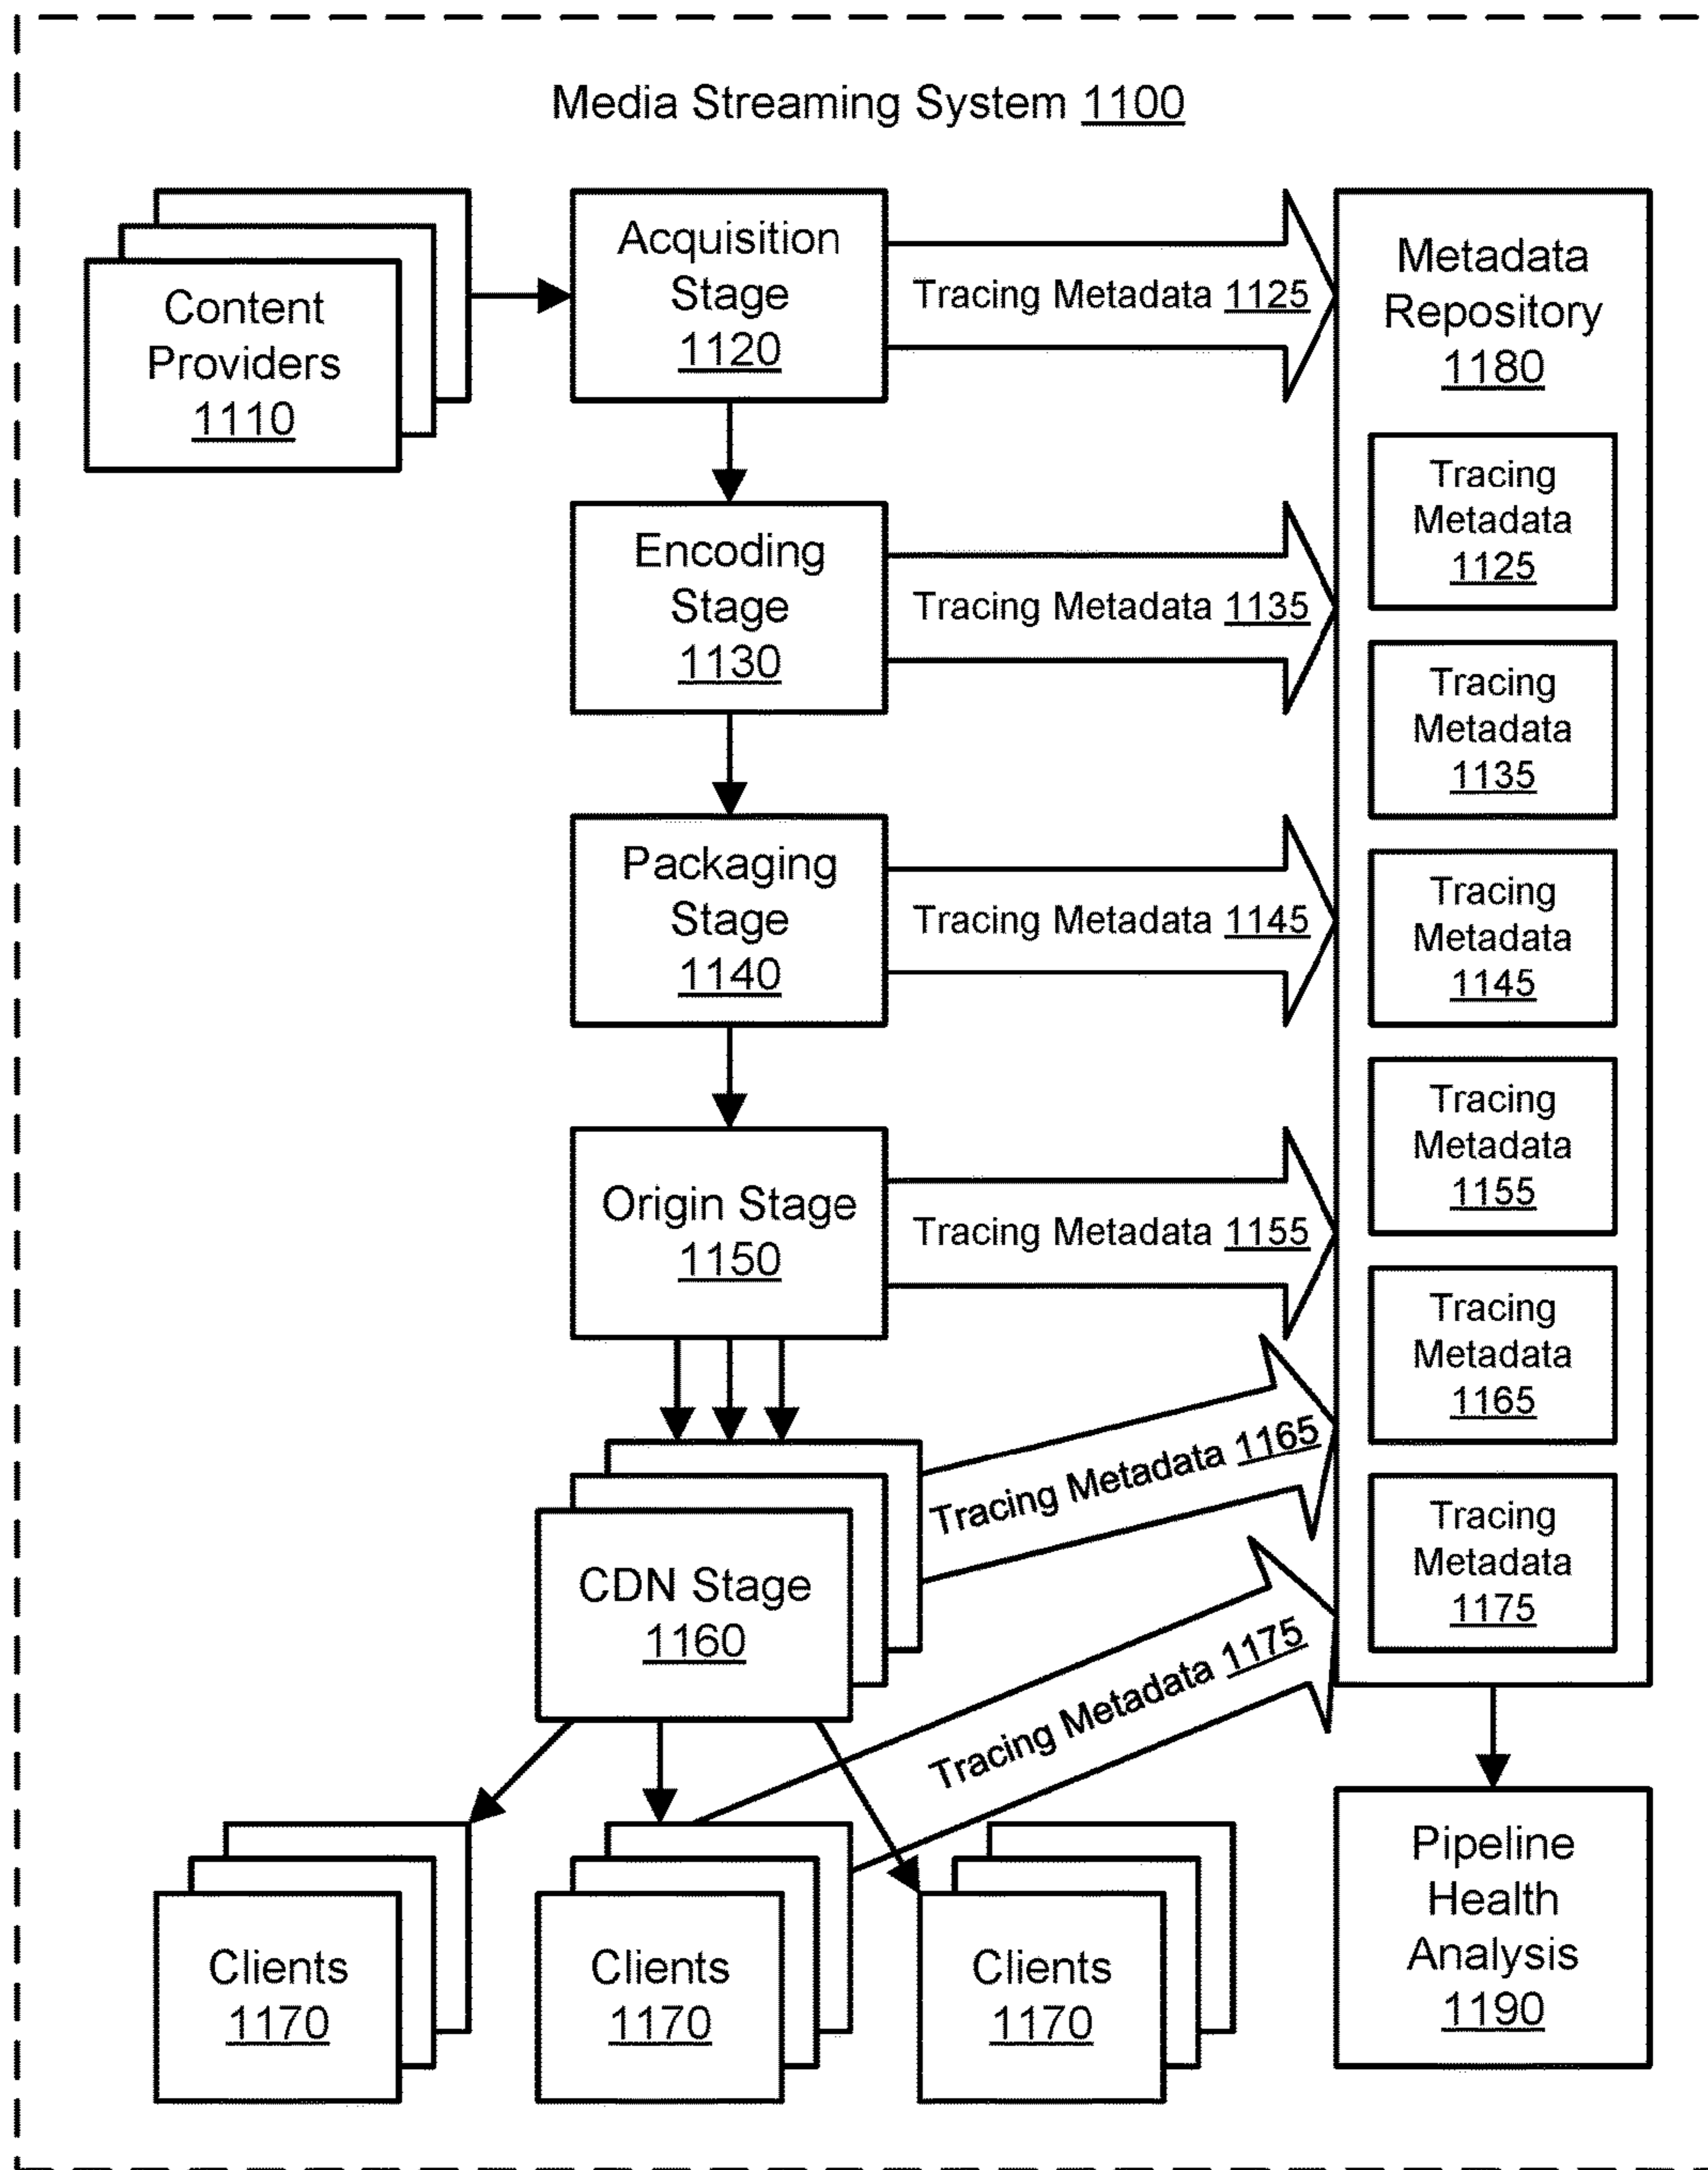 Media Streaming System 1100
Content
Providers
1110
Acquisition
Stage
1120
Tracing Metadata 1125
Encoding
Stage
1130
Tracing Metadata 1135
Packaging
Stage
1140
Tracing Metadata 1145
Origin Stage
1150
Tracing Metadata 1155
CDN Stage
1160
Tracing Metadata 1165
Tracing Metadata 1175
Clients
1170
Clients
1170
Clients
1170
Metadata
Repository
1180
Tracing
Metadata
1125
Tracing
Metadata
1135
Tracing
Metadata
1145
Tracing
Metadata
1155
Tracing
Metadata
1165
Tracing
Metadata
1175
Pipeline
Health
Analysis
1190